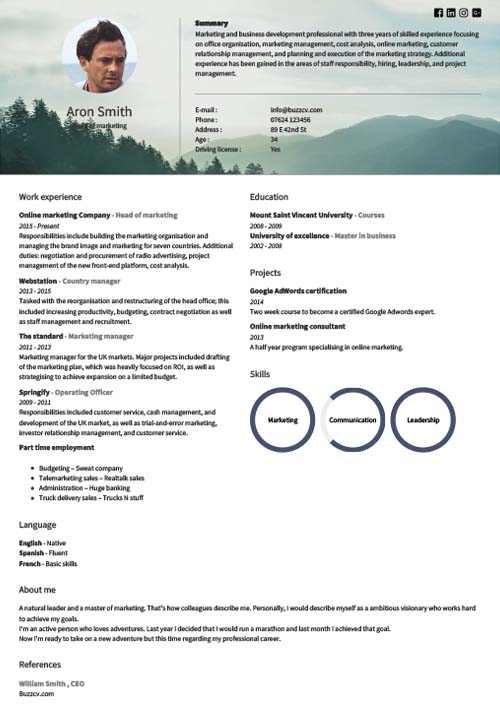 Summary
Marketing and business development professional with three years of skilled experience focusing
on office organisation, marketing management, cost analysis, online marketing, customer
relationship management, and planning and execution of the marketing strategy. Additional
experience has been gained in the areas of staff responsibility, hiring, leadership, and project
management.
Aron Smith
of marketing
E-mail : info@buzzcv.com
Phone : 07624 123456
Address : 89 E 42nd St
Age : 34
Driving license : Yes
Work experience
Online marketing Company - Head of marketing
2015 - Present
Responsibilities include building the marketing organisation and
managing the brand image and marketing for seven countries. Additional
duties: negotiation and procurement of radio advertising, project
management of the new front-end platform, cost analysis.
Webstation - Country manager
2013 - 2015
Tasked with the reorganisation and restructuring of the head office; this
included increasing productivity, budgeting, contract negotiation as well
as staff management and recruitment.
The standard - Marketing manager
2011 - 2013
Marketing manager for the UK markets. Major projects included drafting
of the marketing plan, which was heavily focused on ROI, as well as
strategising to achieve expansion on a limited budget.
Springify - Operating Officer
2009 - 2011
Responsibilities included customer service, cash management, and
development of the UK market, as well as trial-and-error marketing,
investor relationship management, and customer service.
Part time employment
Budgeting – Sweat company
Telemarketing sales – Realtalk sales
Administration – Huge banking
Truck delivery sales – Trucks N stuff
Education
Mount Saint Vincent University - Courses
2008 - 2009
University of excellence - Master in business
2002 - 2008
Projects
Google AdWords certification
2014
Two week course to become a certified Google Adwords expert.
Online marketing consultant
2013
A half year program specialising in online marketing.
Skills
Marketing
Communication
Leadership
Language
English - Native
Spanish - Fluent
French - Basic skills
About me
A natural leader and a master of marketing. That's how colleagues describe me. Personally, I would describe myself as a ambitious visionary who works hard
to achieve my goals.
I'm an active person who loves adventures. Last year I decided that I would run a marathon and last month I achieved that goal.
Now I'm ready to take on a new adventure but this time regarding my professional career.
References
William Smith , CEO
Buzzcv.com